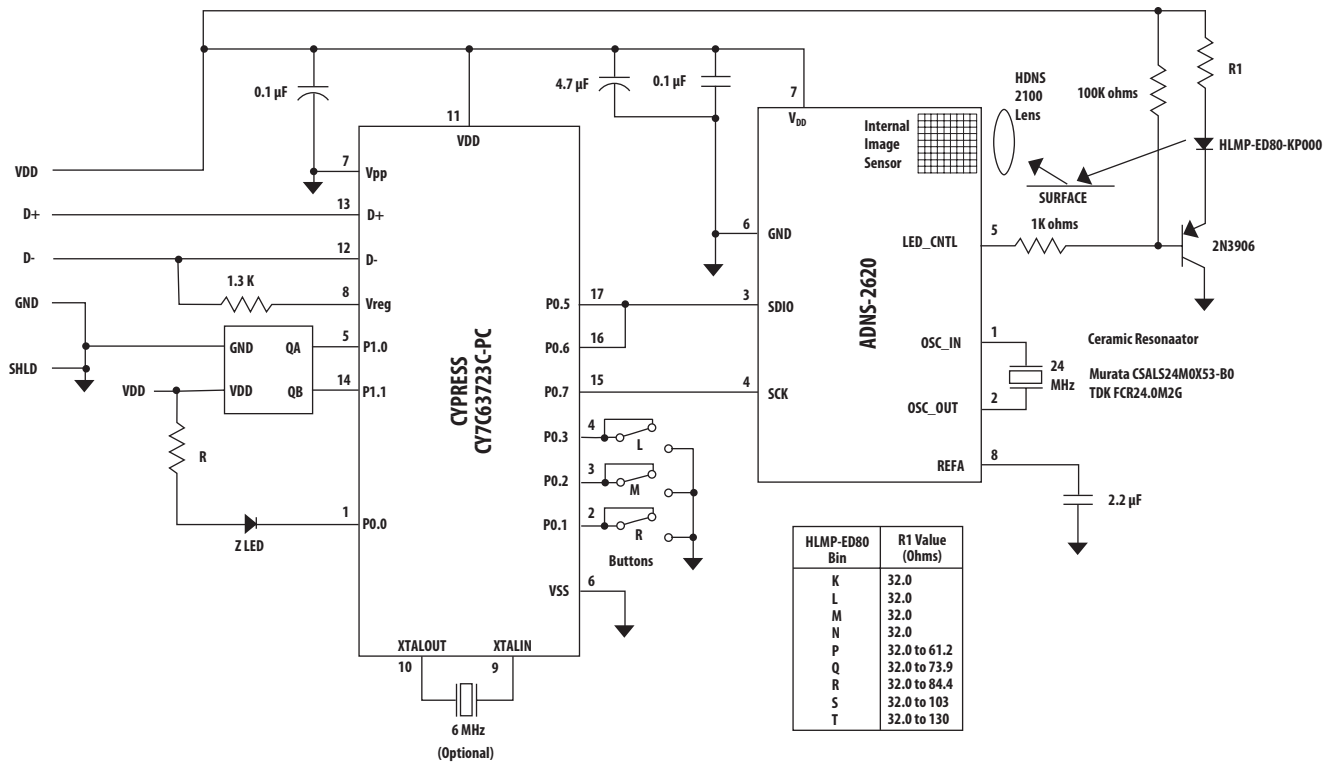 0.1 µF
4.7 µF
0.1 µF
HDNS
2100
Lens
100K ohms
R1
11
VDD
7
V_DD
Internal
Image
Sensor
HLMP-ED80-KP000
SURFACE
VDD
7
Vpp
13
D+
D+
12
D-
D-
1.3 K
8
Vreg
GND
GND
QA
5
P1.0
SHLD
VDD
VDD
QB
14
P1.1
R
Z LED
1
P0.0
CYPRESS
CY7C63723C-PC
P0.5
17
P0.6
16
P0.7
15
P0.3
4
L
P0.2
3
M
P0.1
2
R
Buttons
VSS
6
XTALOUT
XTALIN
10
9
6 MHz
(Optional)
6
GND
3
SDIO
4
SCK
ADNS-2620
LED_CNTL
5
1K ohms
2N3906
OSC_IN
1
24
MHz
OSC_OUT
2
Ceramic Resonaator
Murata CSALS24M0X53-B0
TDK FCR24.0M2G
REFA
8
2.2 µF
HLMP-ED80 Bin R1 Value (Ohms)
K 32.0
L 32.0
M 32.0
N 32.0
P 32.0 to 61.2
Q 32.0 to 73.9
R 32.0 to 84.4
S 32.0 to 103
T 32.0 to 130